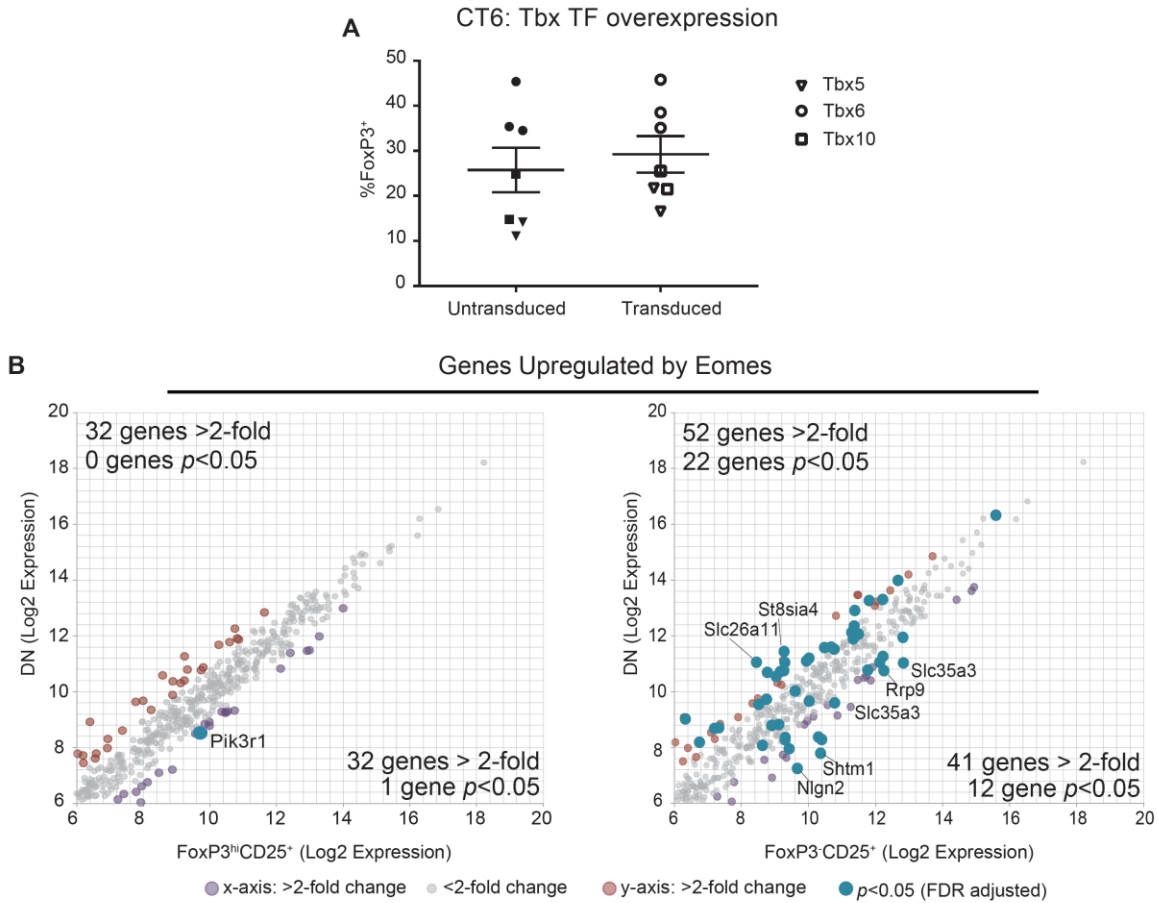 CT6: Tbx TF overexpression
A
50
40
30
20
10
0
%FoxP3⁺
Untransduced
Transduced
Tbx5
Tbx6
Tbx10
B
Genes Upregulated by Eomes
20
18
16
14
12
10
8
6
DN (Log2 Expression)
32 genes >2-fold
0 genes p<0.05
Pik3r1
32 genes > 2-fold
1 gene p<0.05
6 8 10 12 14 16 18 20
FoxP3ʰⁱCD25⁺ (Log2 Expression)
20
18
16
14
12
10
8
6
DN (Log2 Expression)
52 genes >2-fold
22 genes p<0.05
St8sia4
Slc26a11
Slc35a3
Rrp9
Slc35a3
Shtm1
Nlgn2
41 genes > 2-fold
12 gene p<0.05
6 8 10 12 14 16 18 20
FoxP3⁻CD25⁺ (Log2 Expression)
x-axis: >2-fold change <2-fold change y-axis: >2-fold change p<0.05 (FDR adjusted)